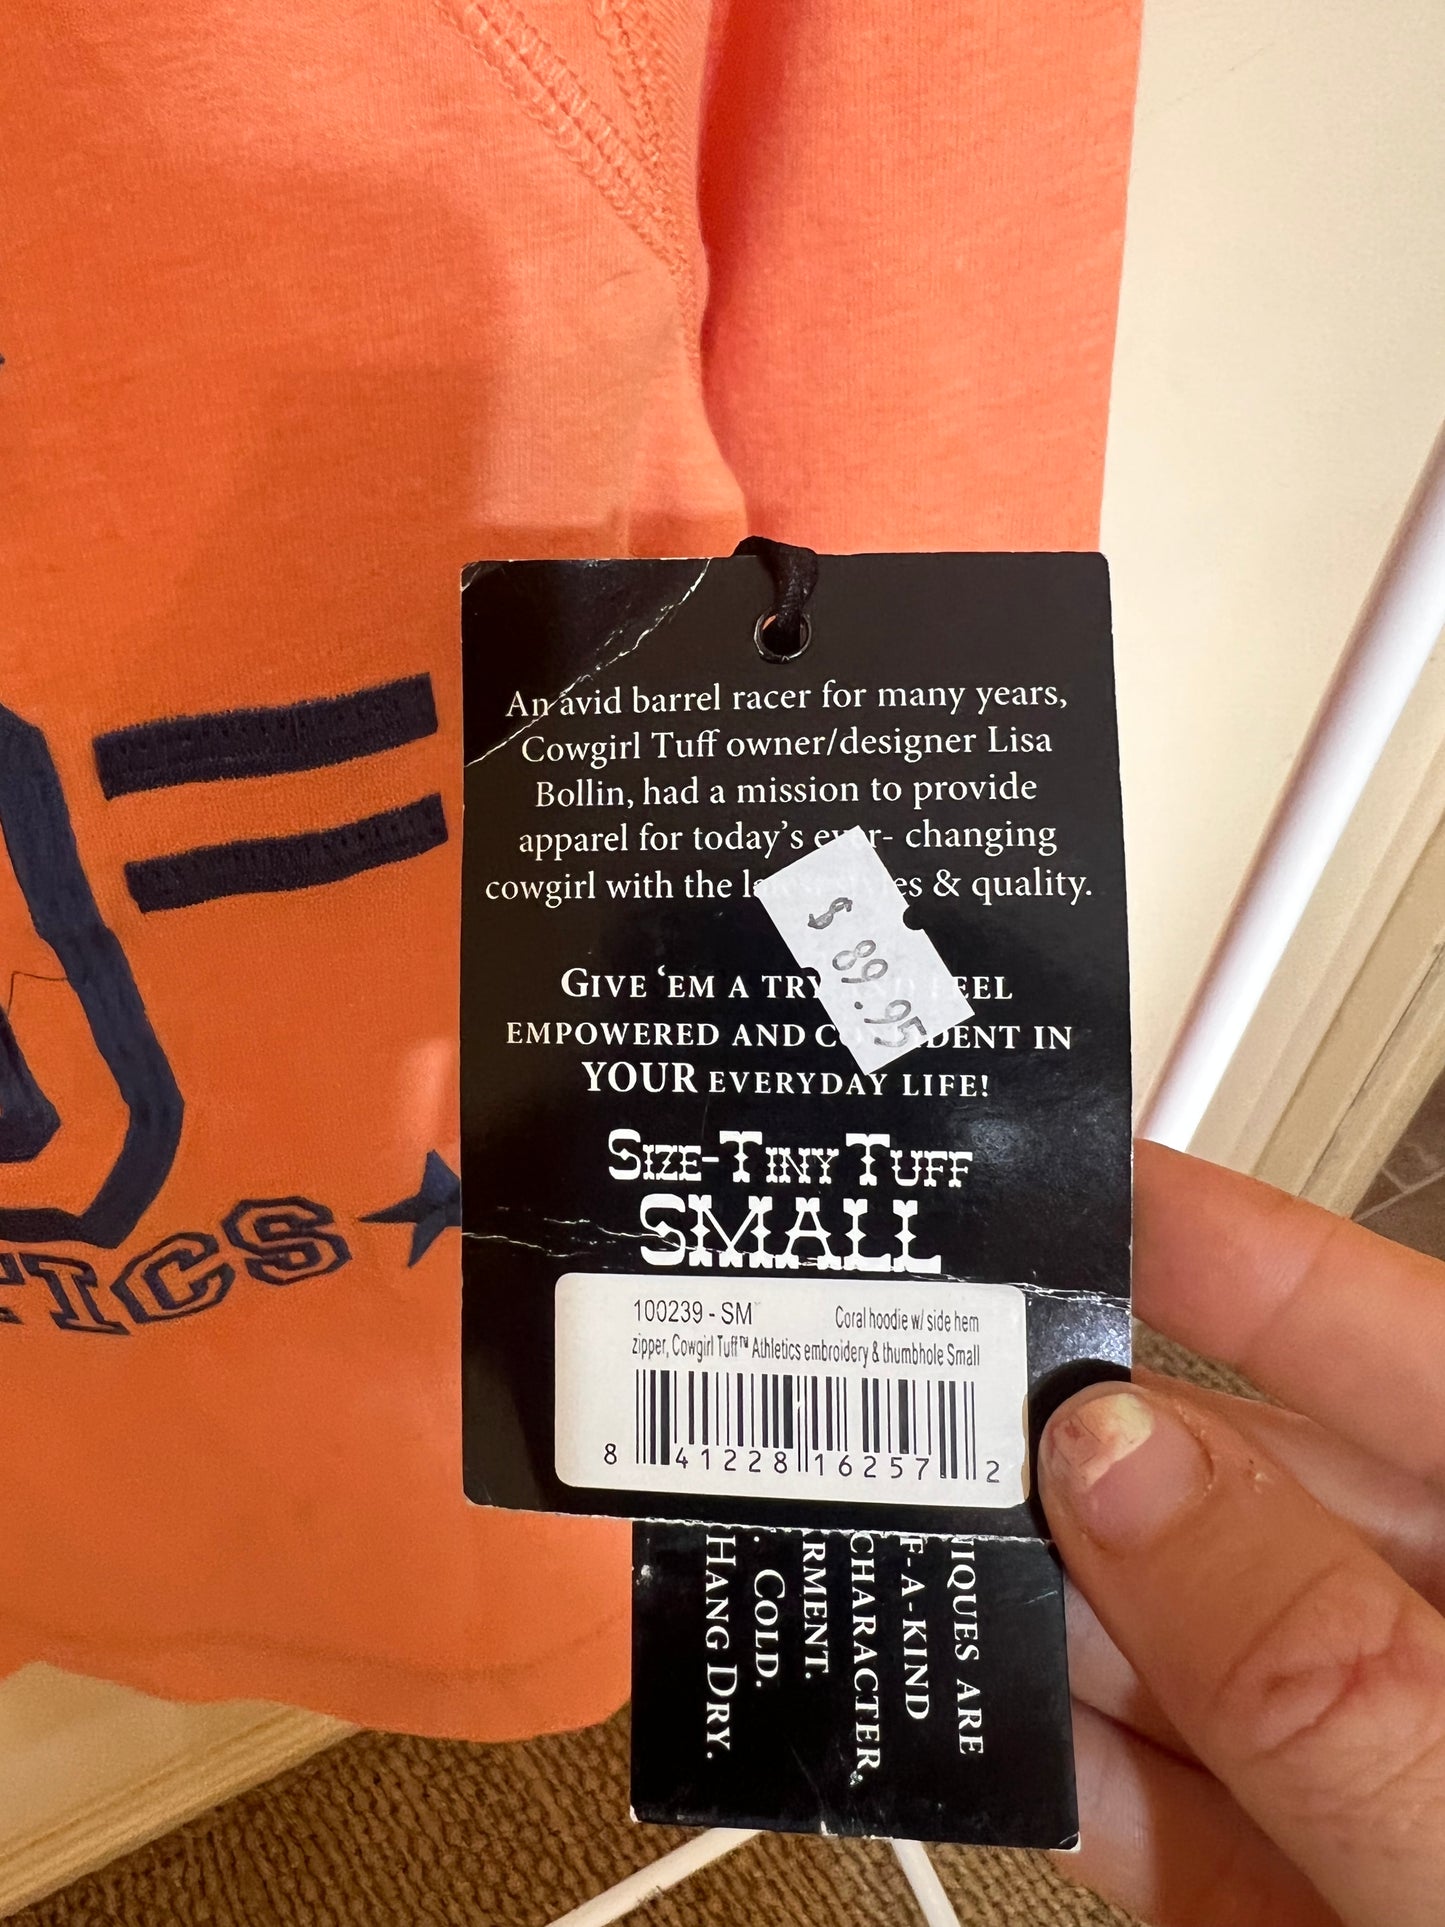 An avid barrel racer for many years,
Cowgirl Tuff owner/designer Lisa
Bollin, had a mission to provide
apparel for today's changing
cowgirl with the & quality.
$ 89.95
GIVE 'EM A TRY
EMPOWERED AND IN
YOUR EVERYDAY LIFE!
SIZE-TINY TUFF
SMALL
100239 - SM Coral hoodie w/ side hem
zipper, Cowgirl Tuff™ Athletics embroidery & thumbhole Small
8 41228 16257 2
IQUES ARE
F-A-KIND
CHARACTER,
RMENT.
. COLD.
HANG DRY.
TICS